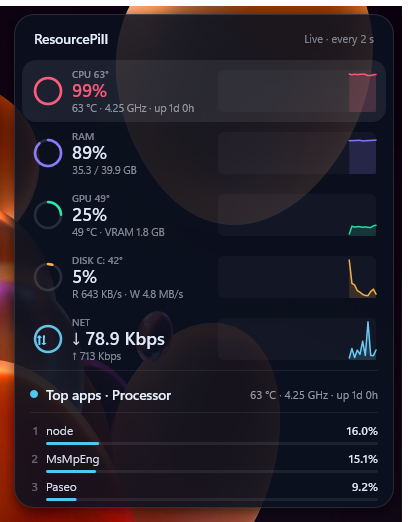 ResourcePill
Live · every 2 s
CPU 63°
99%
63 °C · 4.25 GHz · up 1d 0h
RAM
89%
35.3 / 39.9 GB
GPU 49°
25%
49 °C · VRAM 1.8 GB
DISK C: 42°
5%
R 643 KB/s · W 4.8 MB/s
NET
↓ 78.9 Kbps
↑ 713 Kbps
Top apps · Processor
63 °C · 4.25 GHz · up 1d 0h
1 node 16.0%
2 MsMpEng 15.1%
3 Paseo 9.2%